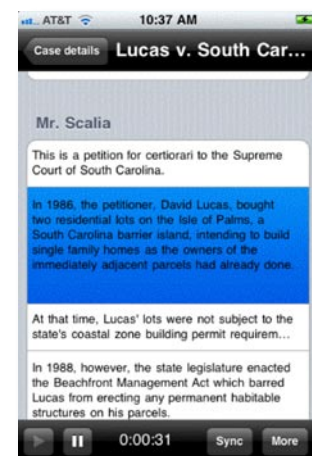 AT&T 10:37 AM
Case details Lucas v. South Car...
Mr. Scalia
This is a petition for certiorari to the Supreme
Court of South Carolina.
In 1986, the petitioner. David Lucas, bought
two residential lots on the Isle of Palms, a
South Carolina barrier island, intending to build
single family homes as the owners of the
immediately adjacent parcels had already done.
At that time, Lucas' lots were not subject to the
state's coastal zone building permit requirem...
In 1988, however, the state legislature enacted
the Beachfront Management Act which barred
Lucas from erecting any permanent habitable
structures on his parcels.
0:00:31 Sync More